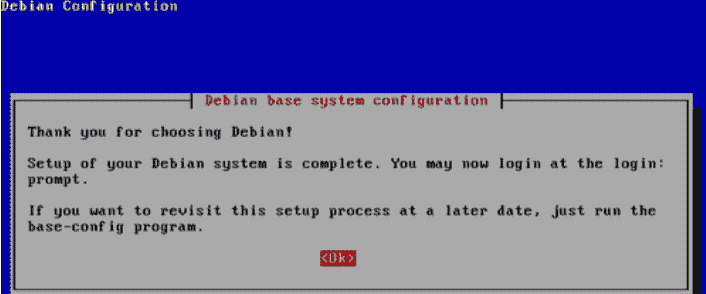 Debian Configuration
Debian base system configuration
Thank you for choosing Debian!
Setup of your Debian system is complete. You may now login at the login:
prompt.
If you want to revisit this setup process at a later date, just run the
base-config program.
<Ok>